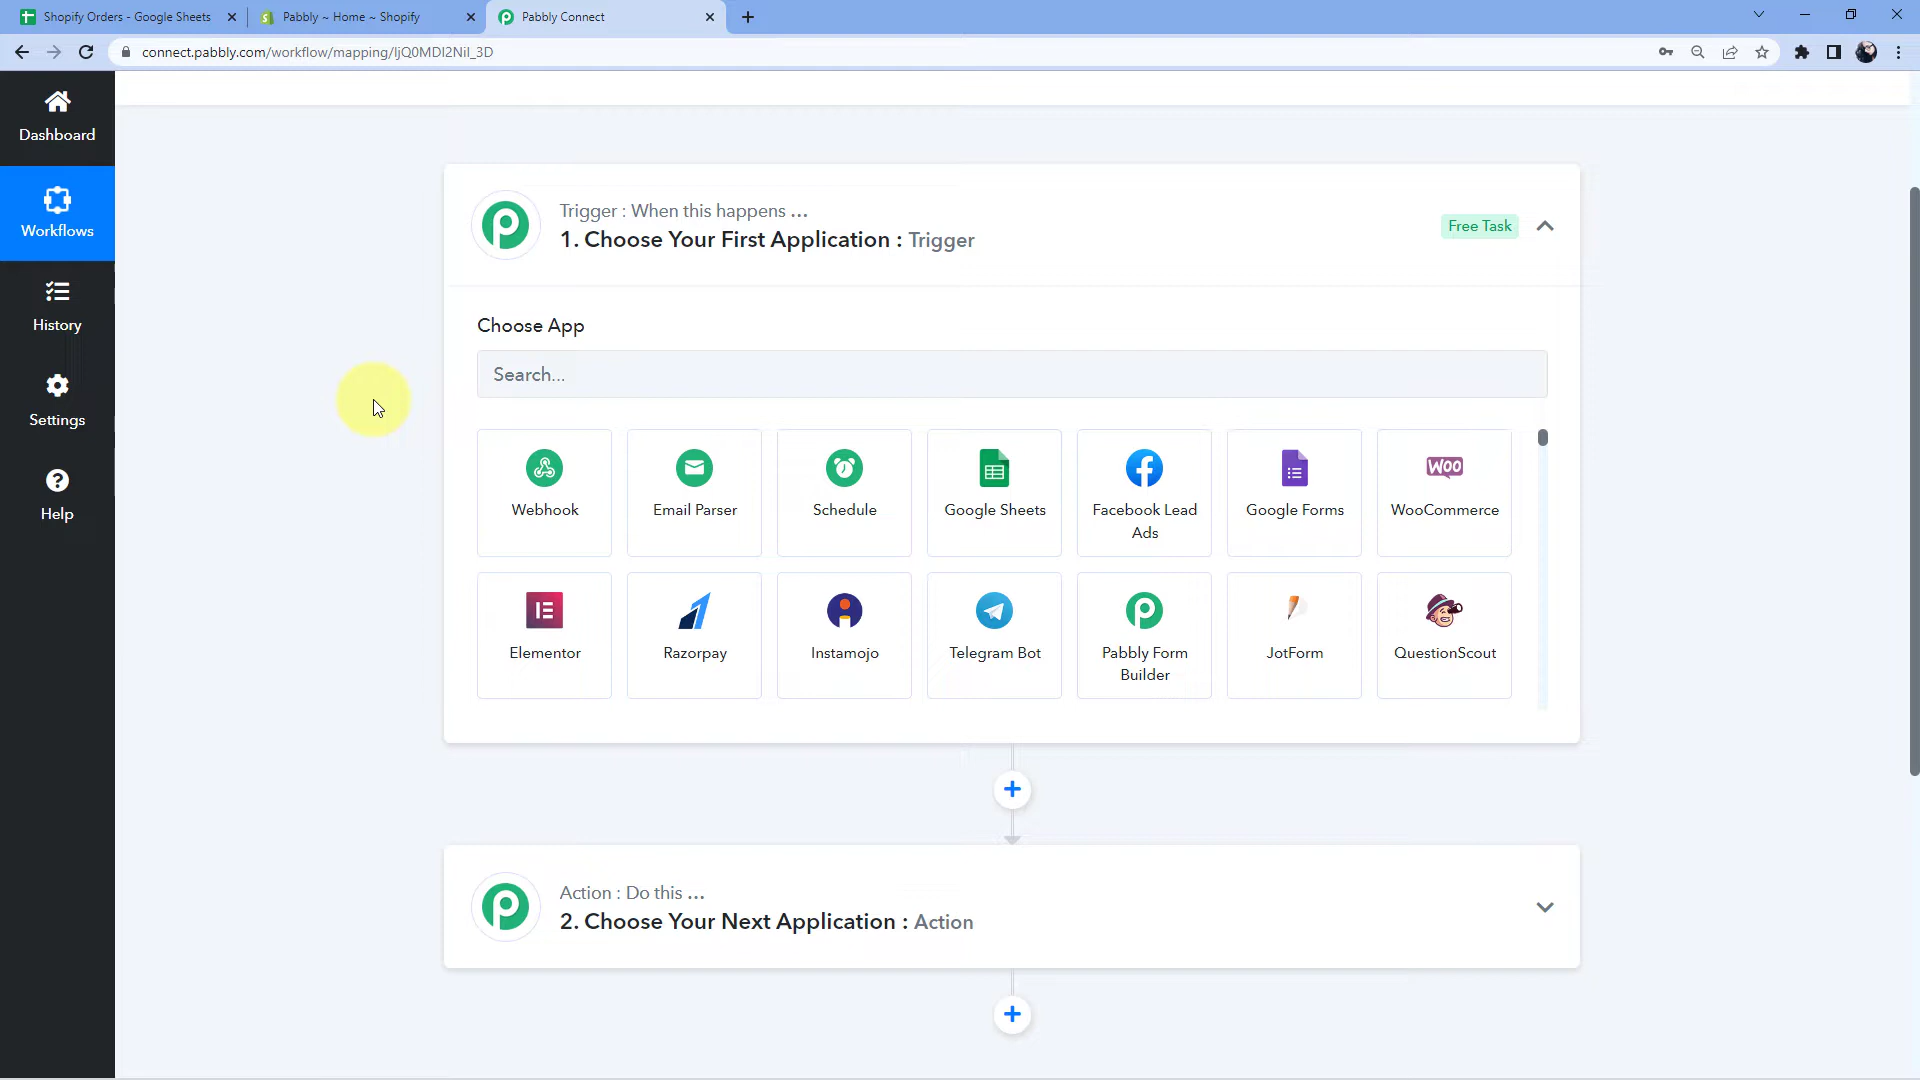 Shopify Orders - Google Sheets
Pabbly ~ Home ~ Shopify
Pabbly Connect
connect.pabbly.com/workflow/mapping/IjQ0MDI2NiI_3D
Dashboard
Workflows
History
Settings
Help
Trigger : When this happens ...
1. Choose Your First Application : Trigger
Free Task
Choose App
Search...
Webhook
Email Parser
Schedule
Google Sheets
Facebook Lead
Ads
Google Forms
WOO
WooCommerce
Elementor
Razorpay
Instamojo
Telegram Bot
Pabbly Form
Builder
JotForm
QuestionScout
Action : Do this ...
2. Choose Your Next Application : Action